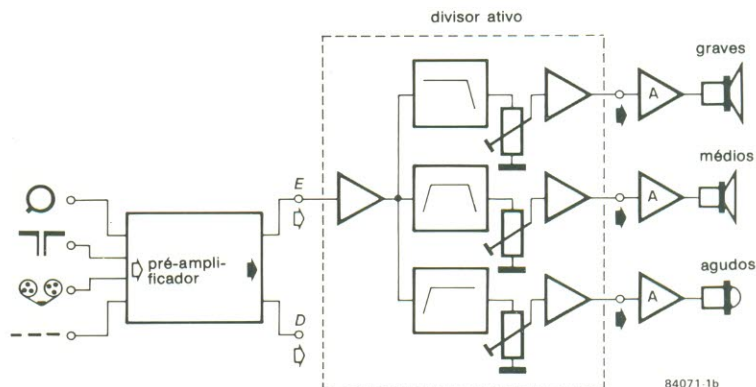 divisor ativo
graves
A
médios
A
E
pré-ampli-
ficador
agudos
A
D
84071-1b